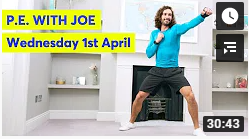 P.E. WITH JOE
Wednesday 1st April
30:43